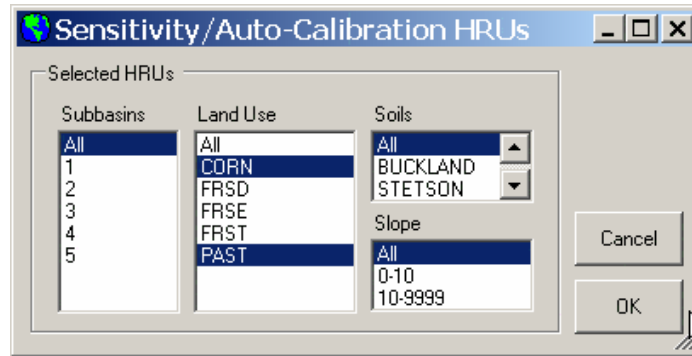 Sensitivity/Auto-Calibration HRUs
Selected HRUs
Subbasins
All
1
2
3
4
5
Land Use
All
CORN
FRSD
FRSE
FRST
PAST
Soils
All
BUCKLAND
STETSON
Slope
All
0-10
10-9999
Cancel
OK